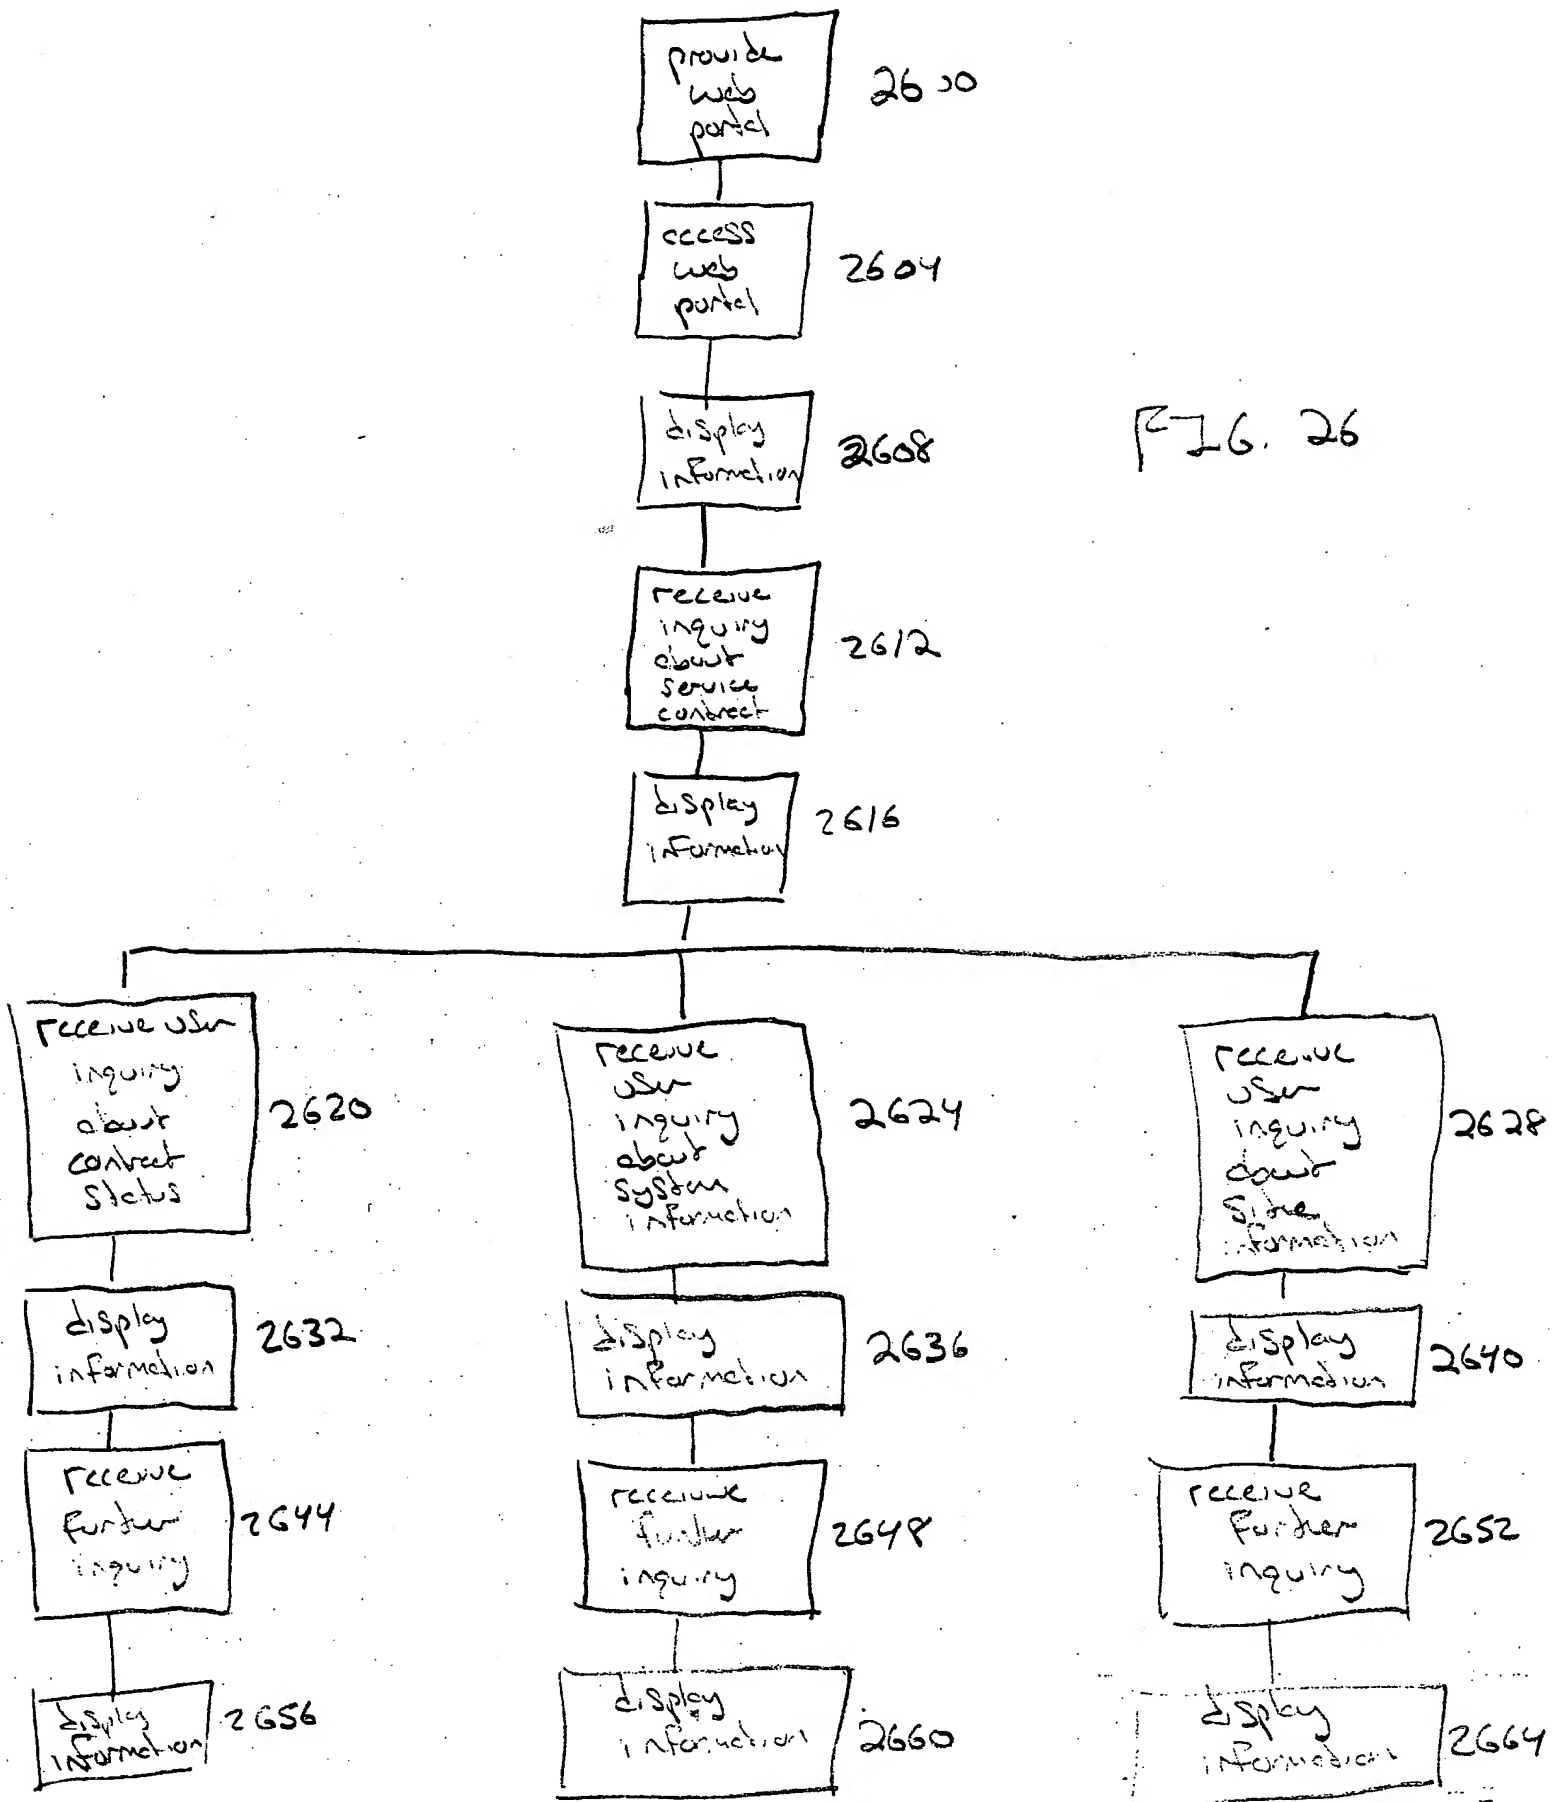 provide
web
portal
2600
access
web
portal
2604
display
information
2608
FIG. 26
receive
inquiry
about
service
contract
2612
display
information
2616
receive user
inquiry
about
contract
status
2620
receive
user
inquiry
about
system
information
2624
receive
user
inquiry
about
site
information
2628
display
information
2632
display
information
2636
display
information
2640
receive
further
inquiry
2644
receive
further
inquiry
2648
receive
further
inquiry
2652
display
information
2656
display
information
2660
display
information
2664